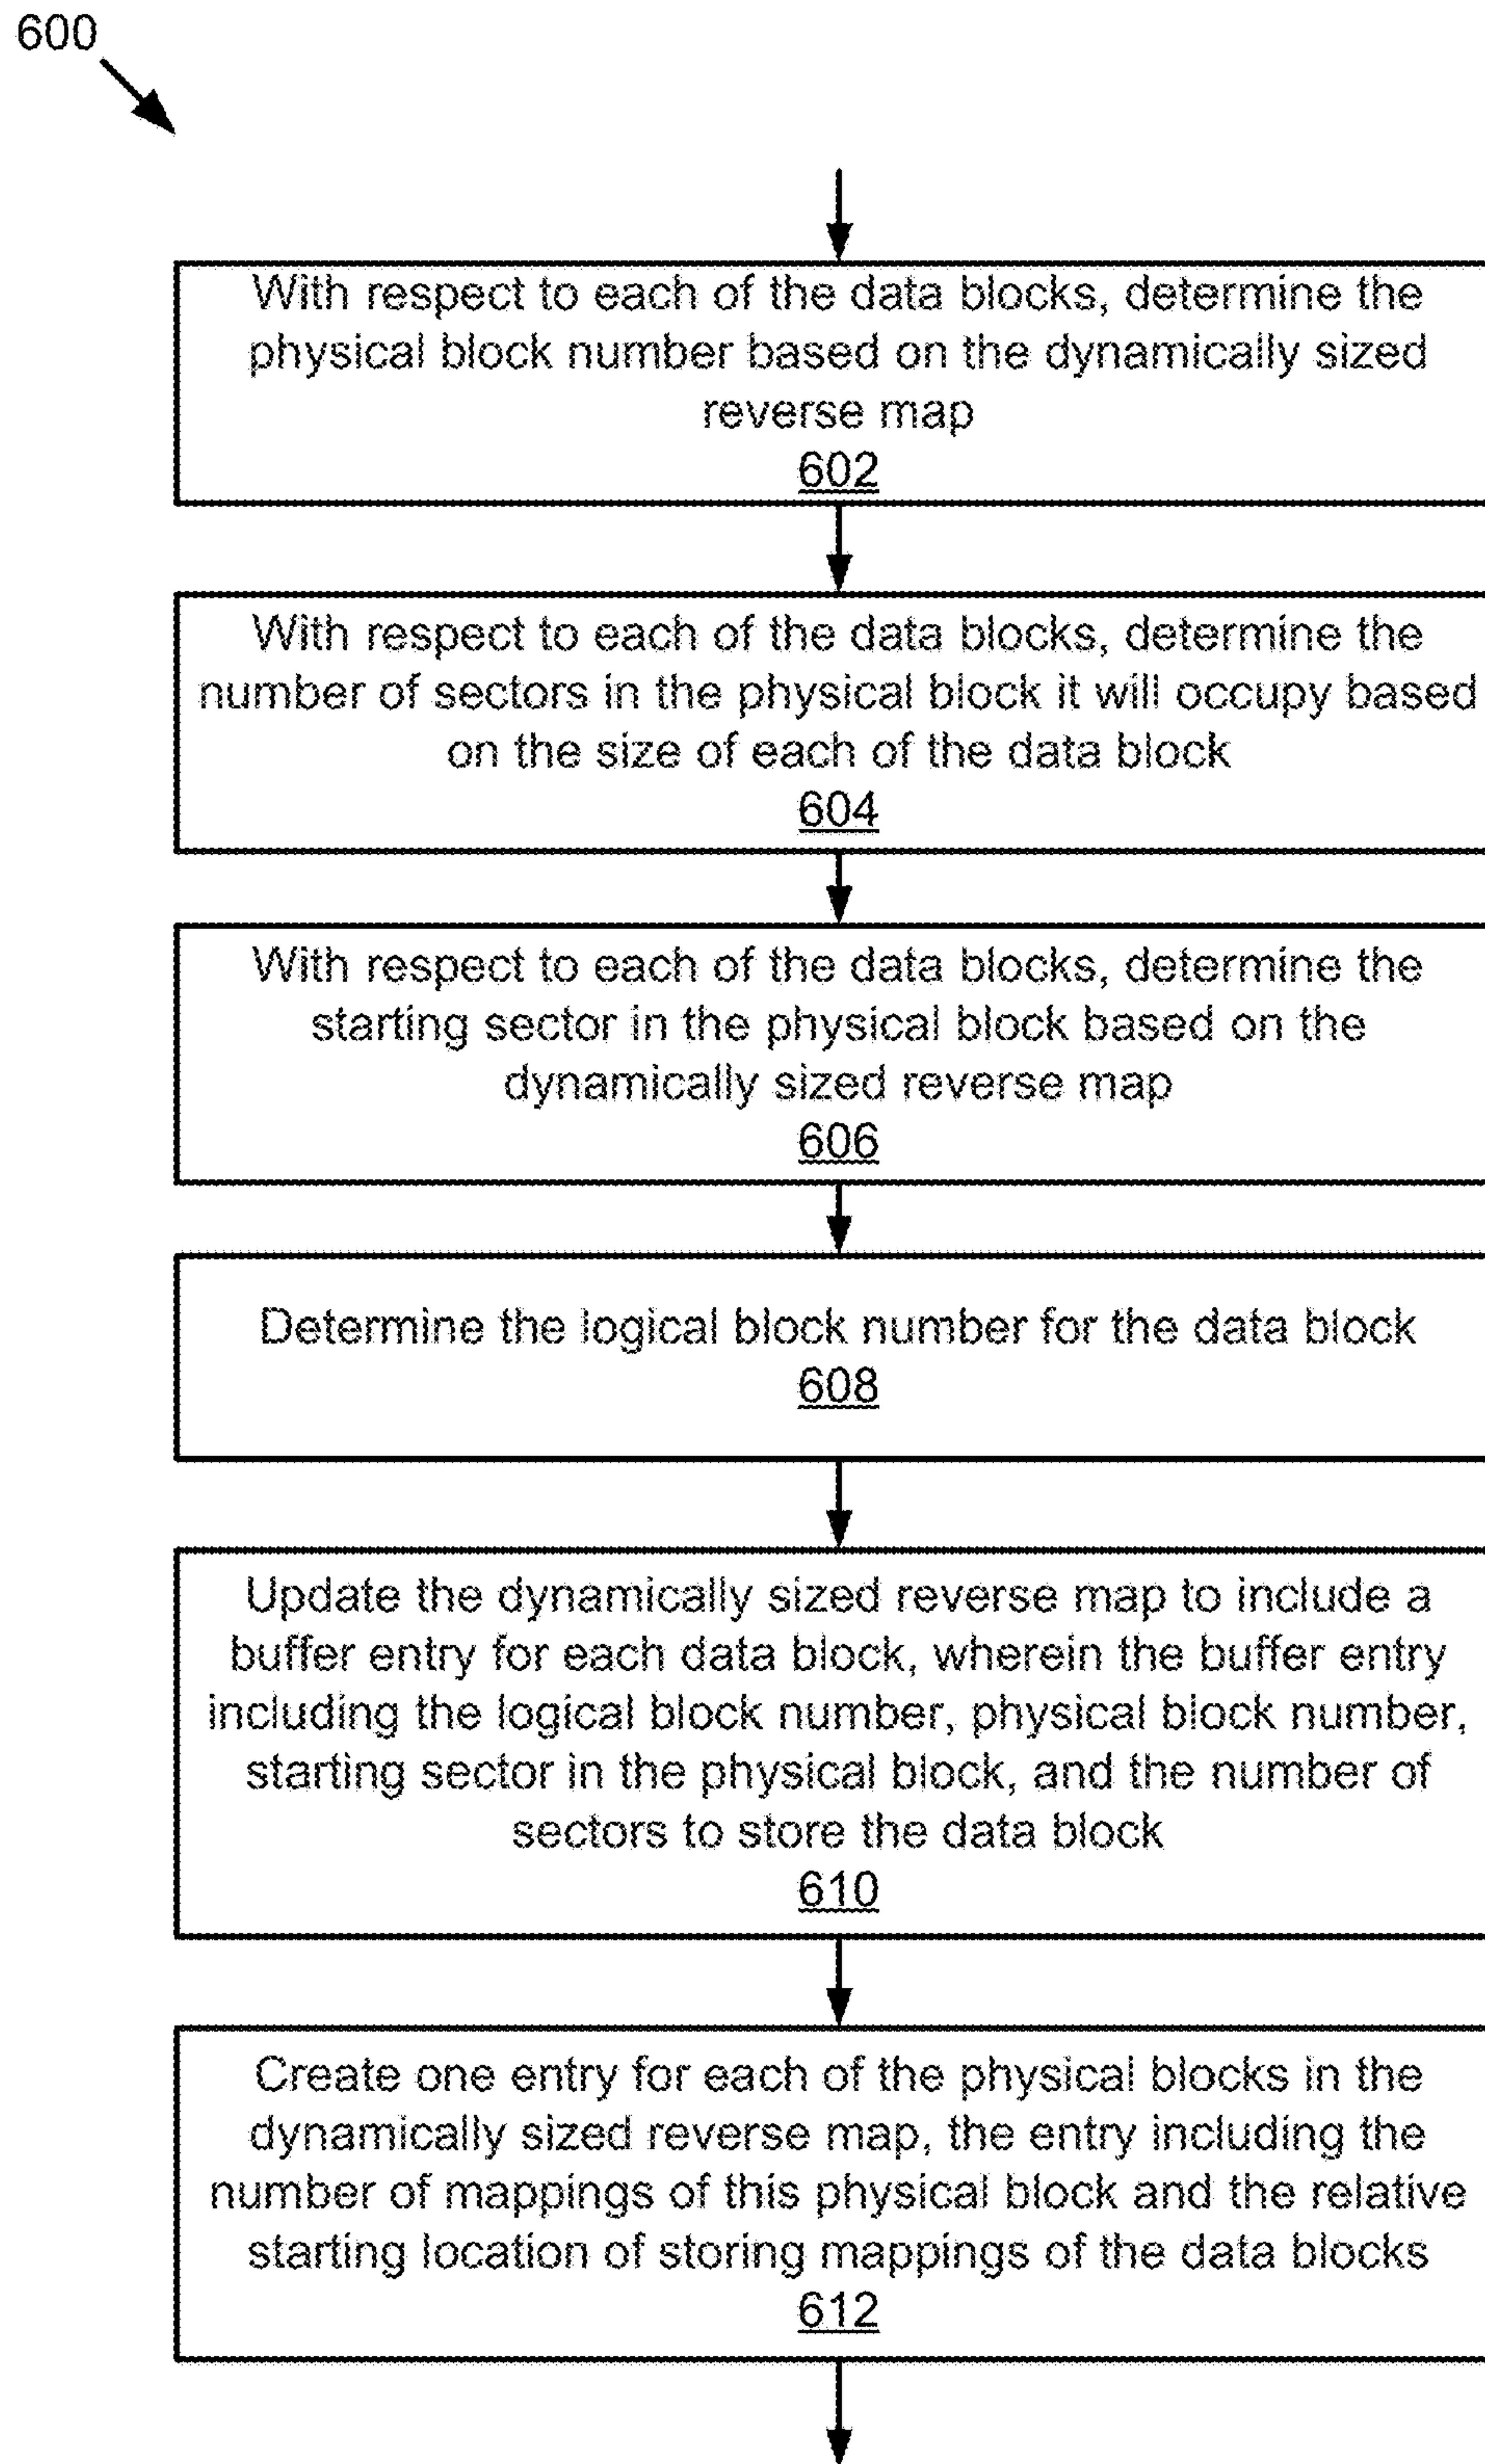 600
With respect to each of the data blocks, determine the
physical block number based on the dynamically sized
reverse map
602
With respect to each of the data blocks, determine the
number of sectors in the physical block it will occupy based
on the size of each of the data block
604
With respect to each of the data blocks, determine the
starting sector in the physical block based on the
dynamically sized reverse map
606
Determine the logical block number for the data block
608
Update the dynamically sized reverse map to include a
buffer entry for each data block, wherein the buffer entry
including the logical block number, physical block number,
starting sector in the physical block, and the number of
sectors to store the data block
610
Create one entry for each of the physical blocks in the
dynamically sized reverse map, the entry including the
number of mappings of this physical block and the relative
starting location of storing mappings of the data blocks
612